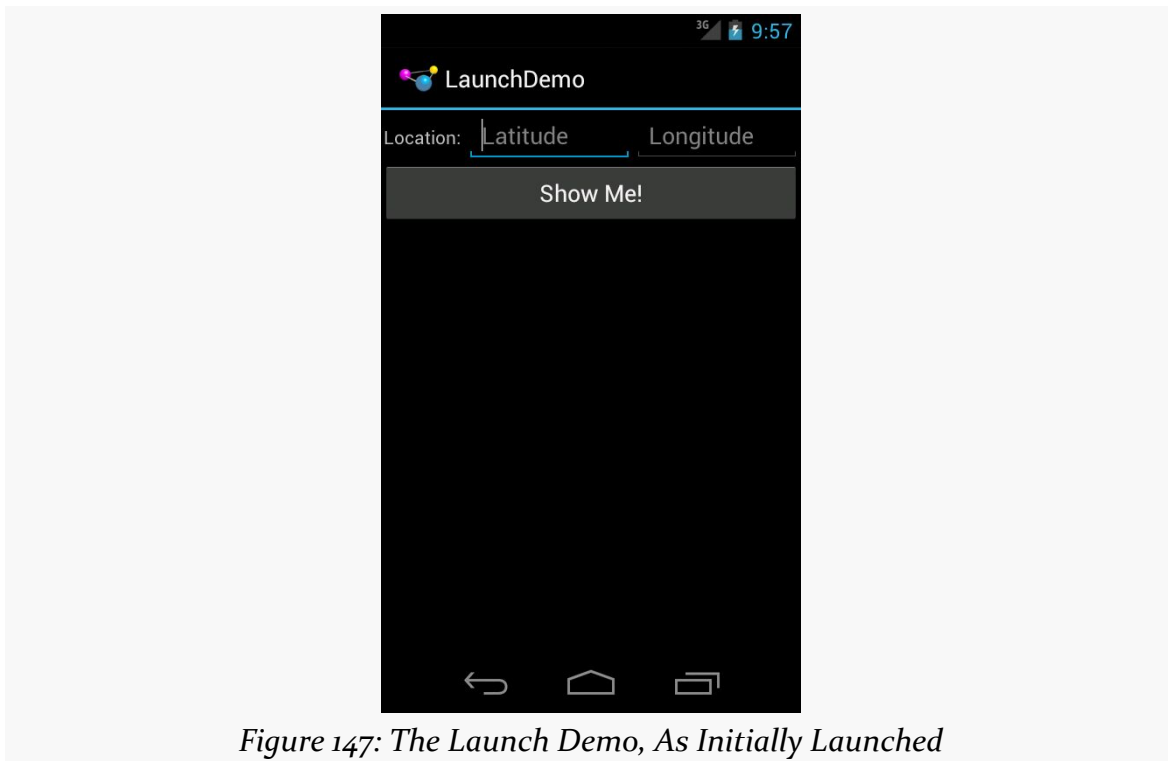 3G 9:57
LaunchDemo
Location: Latitude Longitude
Show Me!
Figure 147: The Launch Demo, As Initially Launched